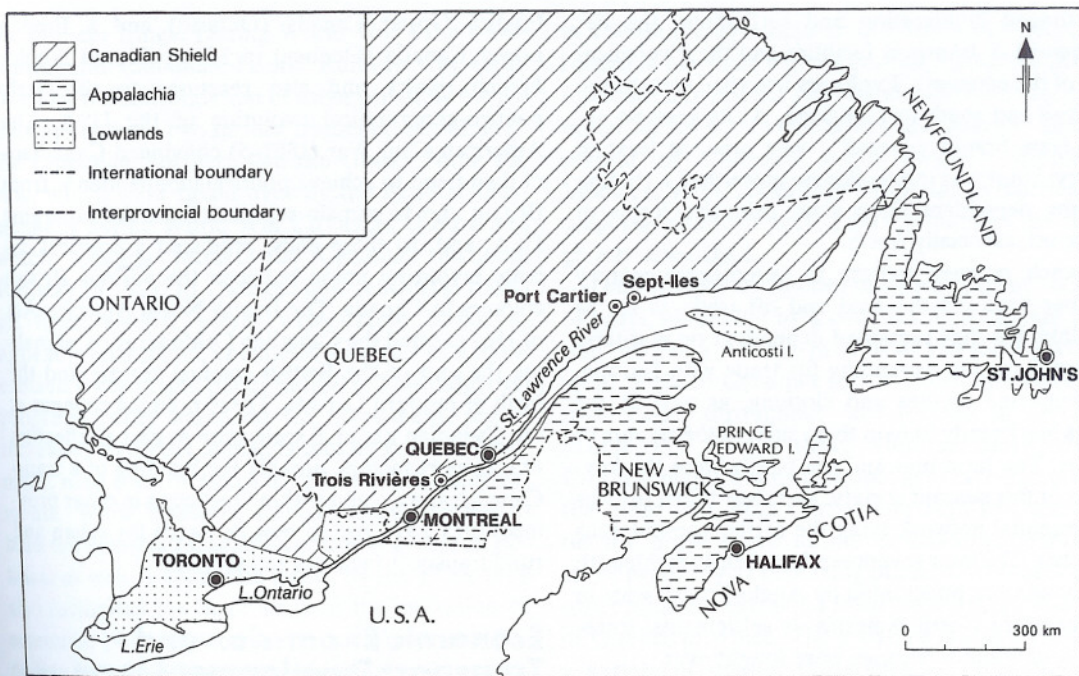 Canadian Shield
Appalachia
Lowlands
International boundary
Interprovincial boundary
N
NEWFOUNDLAND
ONTARIO
QUEBEC
Port Cartier
Sept-Iles
St. Lawrence River
Anticosti I.
ST. JOHN'S
QUEBEC
Trois Rivières
MONTREAL
PRINCE
EDWARD I.
NEW
BRUNSWICK
NOVA SCOTIA
HALIFAX
TORONTO
L.Ontario
L.Erie
U.S.A.
0 300 km